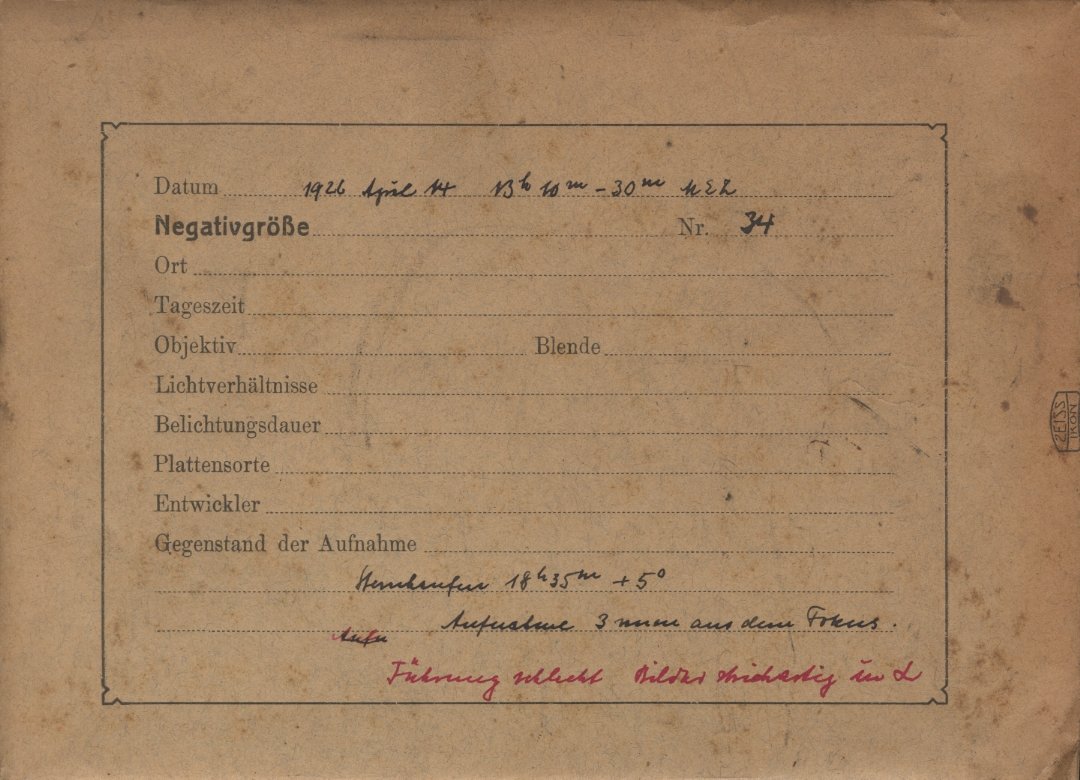 Datum 1926 April 14 13h 10m - 30m MEZ
Negativgröße Nr. 34
Ort
Tageszeit
Objektiv Blende
Lichtverhältnisse
Belichtungsdauer
Plattensorte
Entwickler
Gegenstand der Aufnahme
Sternhaufen 18h 35m + 5°
Aufnahme 3 mm aus dem Fokus.
Aufn
Führung schlecht Bilder strichartig in α
ZEISS
IKON